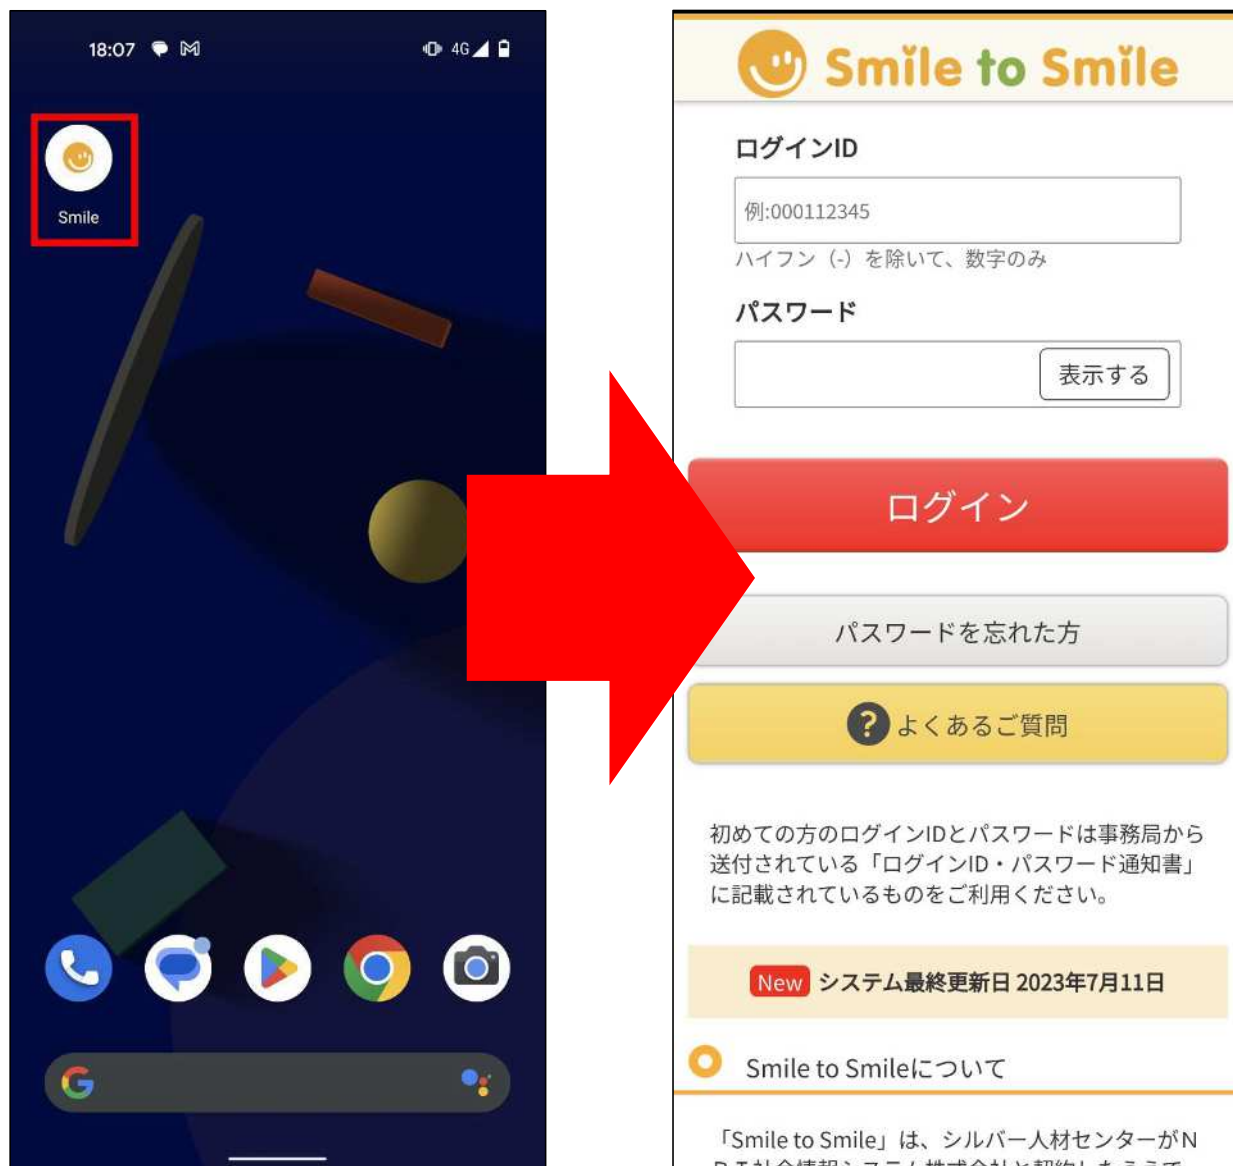 18:07
4G
Smile
Smile to Smile
ログインID
例:000112345
ハイフン（-）を除いて、数字のみ
パスワード
表示する
ログイン
パスワードを忘れた方
? よくあるご質問
初めての方のログインIDとパスワードは事務局から
送付されている「ログインID・パスワード通知書」
に記載されているものをご利用ください。
New システム最終更新日 2023年7月11日
Smile to Smileについて
「Smile to Smile」は、シルバー人材センターがN